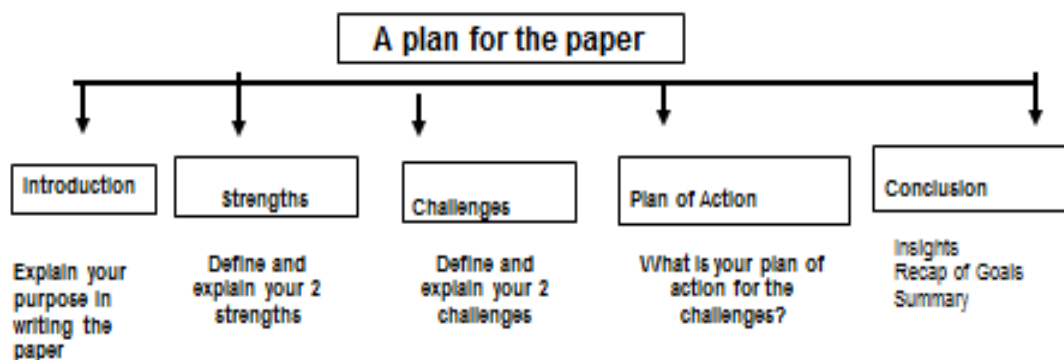 A plan for the paper
Introduction
Strengths
Challenges
Plan of Action
Conclusion
Explain your
purpose in
writing the
paper
Define and
explain your 2
strengths
Define and
explain your 2
challenges
What is your plan of
action for the
challenges?
Insights
Recap of Goals
Summary